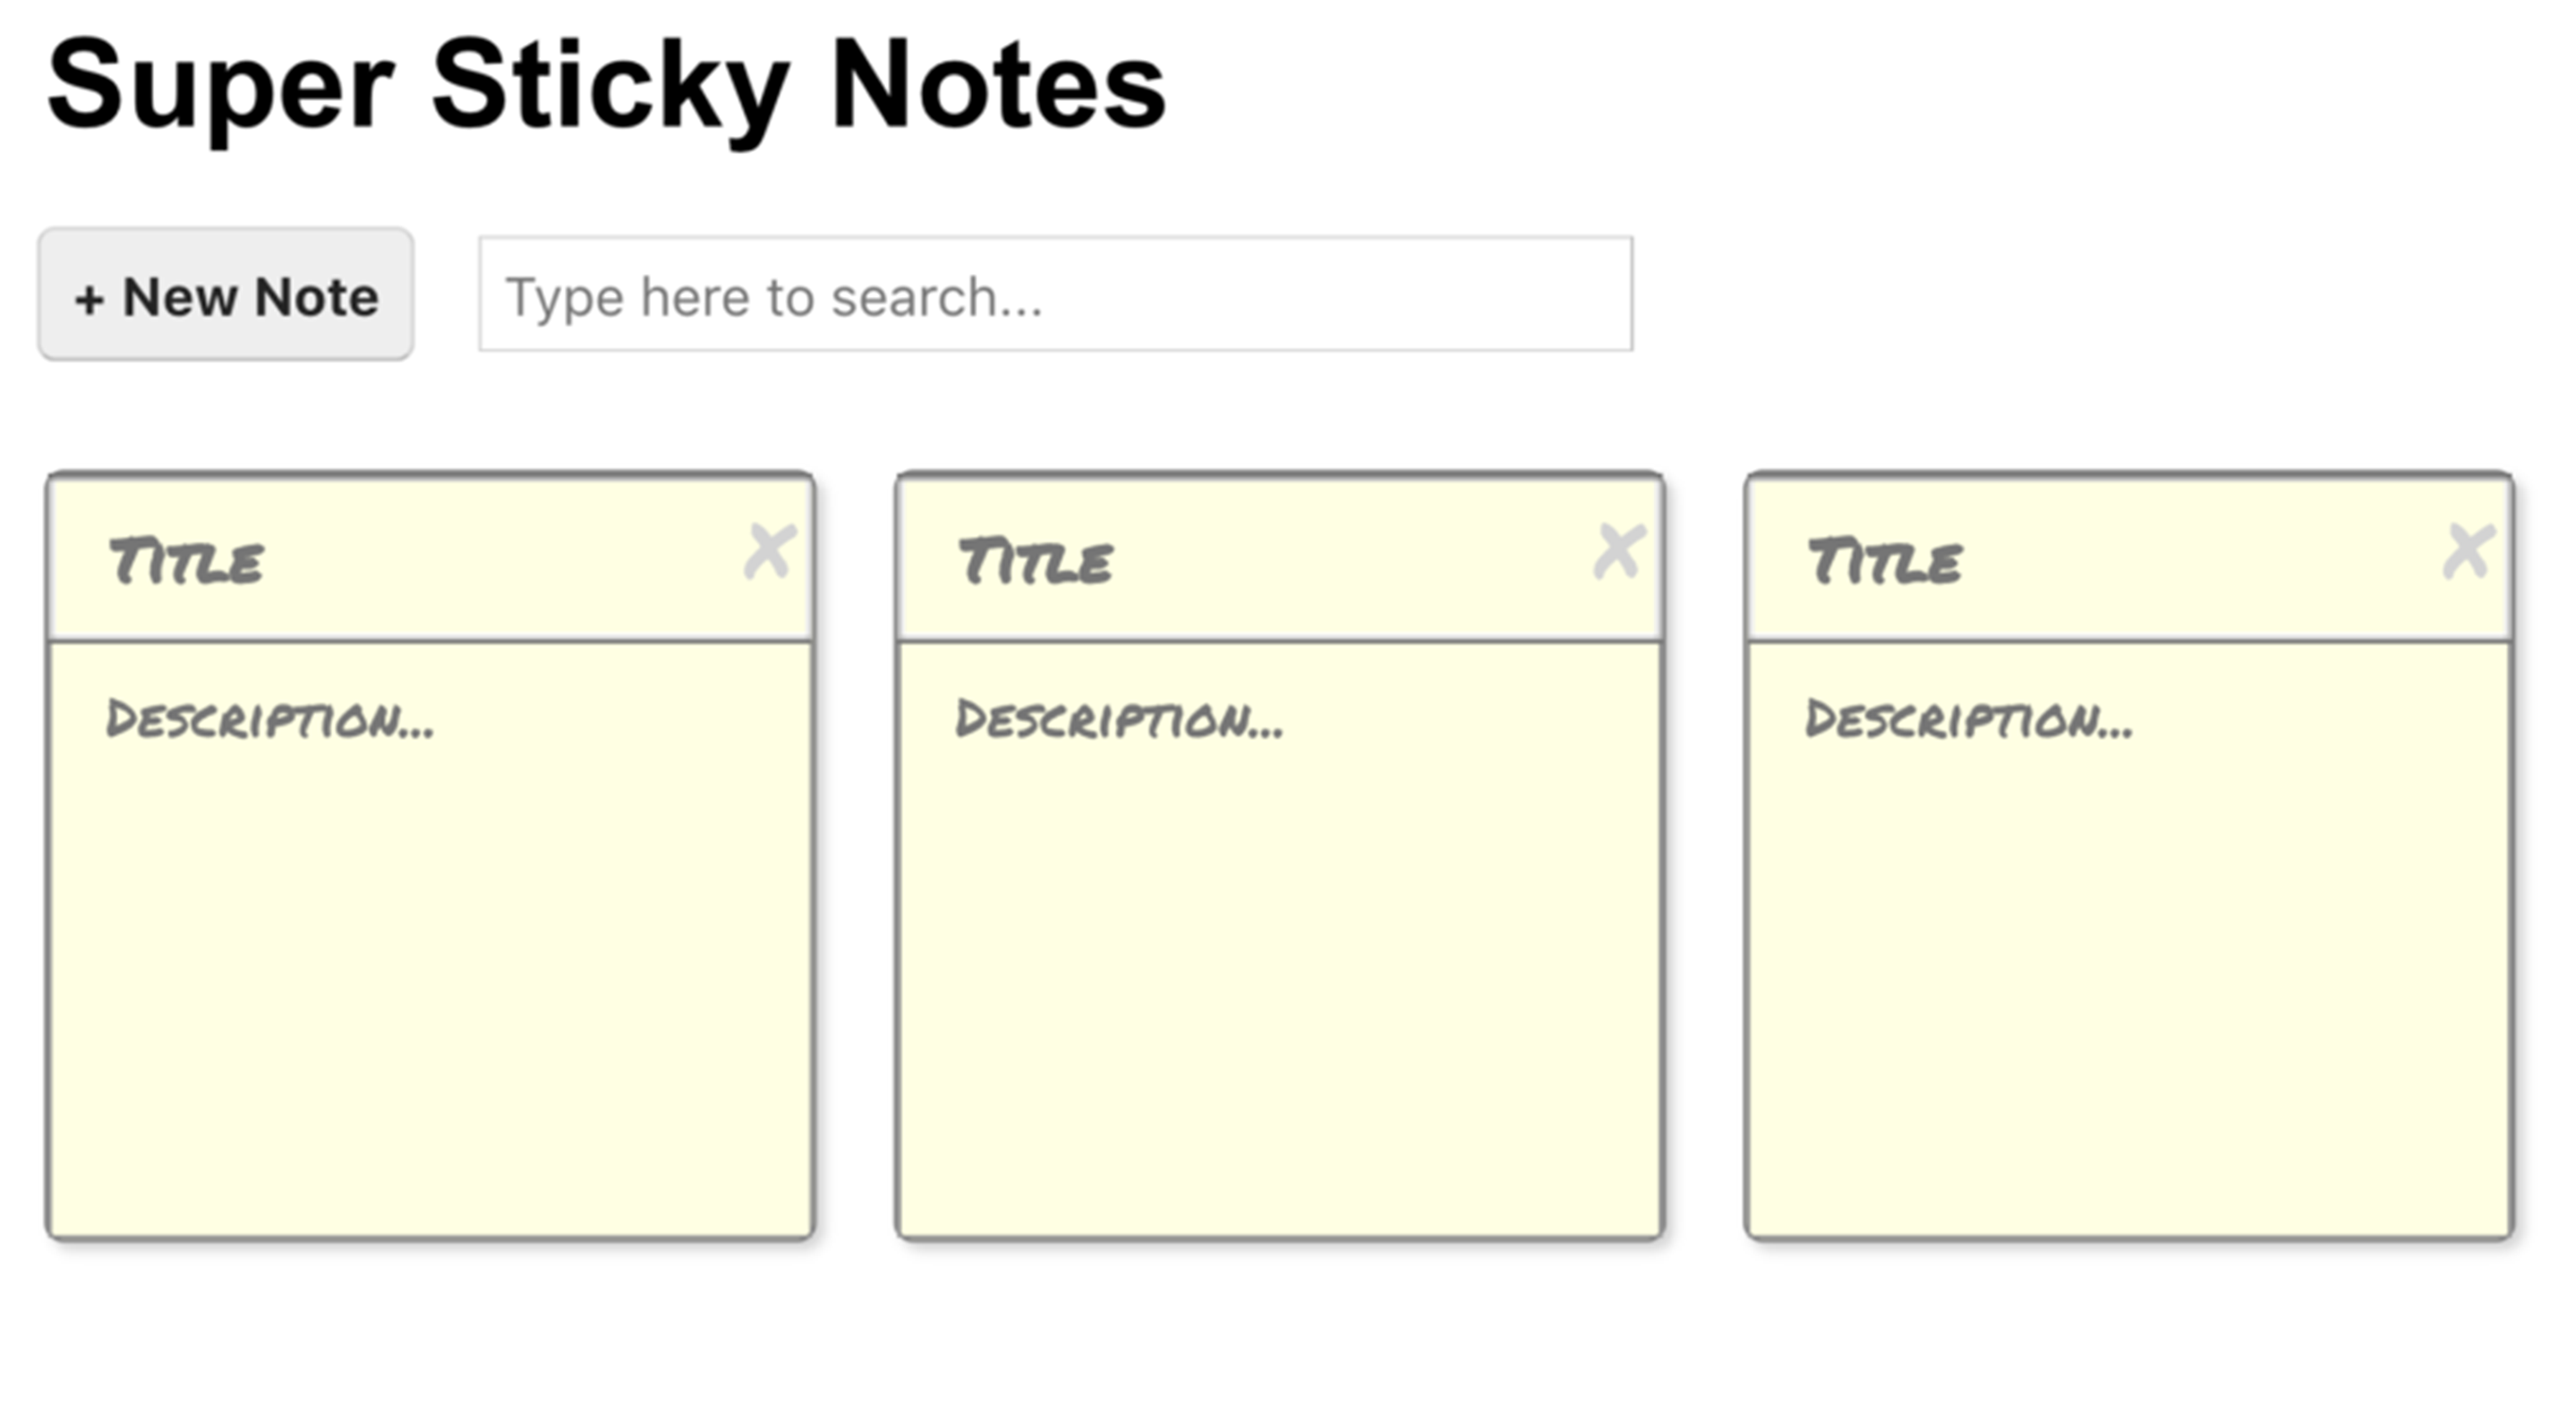 Super Sticky Notes
+ New Note
Type here to search...
Title
Description...
Title
Description...
Title
Description...